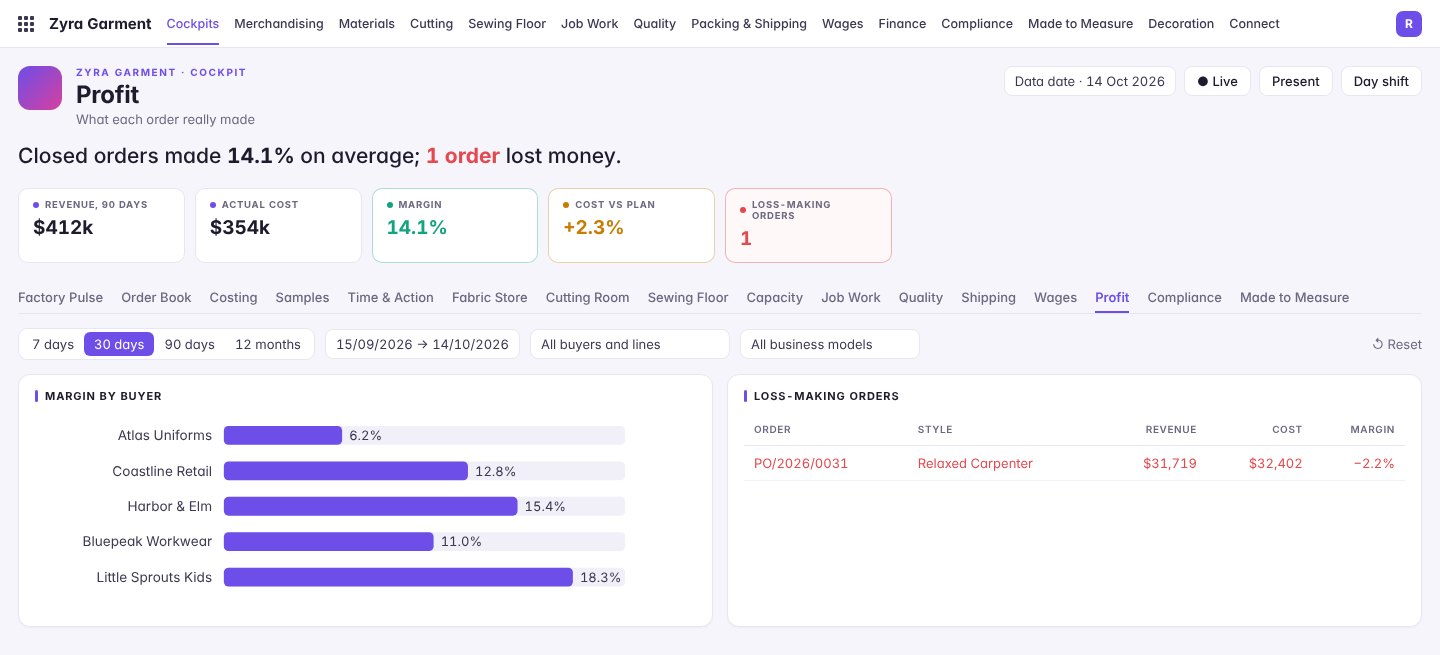 Zyra Garment Cockpits Merchandising Materials Cutting Sewing Floor Job Work Quality Packing & Shipping Wages Finance Compliance Made to Measure Decoration Connect R
ZYRA GARMENT · COCKPIT
Profit
What each order really made
Data date · 14 Oct 2026 ● Live Present Day shift
Closed orders made 14.1% on average; 1 order lost money.
REVENUE, 90 DAYS
$412k
ACTUAL COST
$354k
MARGIN
14.1%
COST VS PLAN
+2.3%
LOSS-MAKING
ORDERS
1
Factory Pulse Order Book Costing Samples Time & Action Fabric Store Cutting Room Sewing Floor Capacity Job Work Quality Shipping Wages Profit Compliance Made to Measure
7 days 30 days 90 days 12 months 15/09/2026 → 14/10/2026 All buyers and lines All business models ↺ Reset
MARGIN BY BUYER
Atlas Uniforms 6.2%
Coastline Retail 12.8%
Harbor & Elm 15.4%
Bluepeak Workwear 11.0%
Little Sprouts Kids 18.3%
LOSS-MAKING ORDERS
ORDER STYLE REVENUE COST MARGIN
PO/2026/0031 Relaxed Carpenter $31,719 $32,402 −2.2%